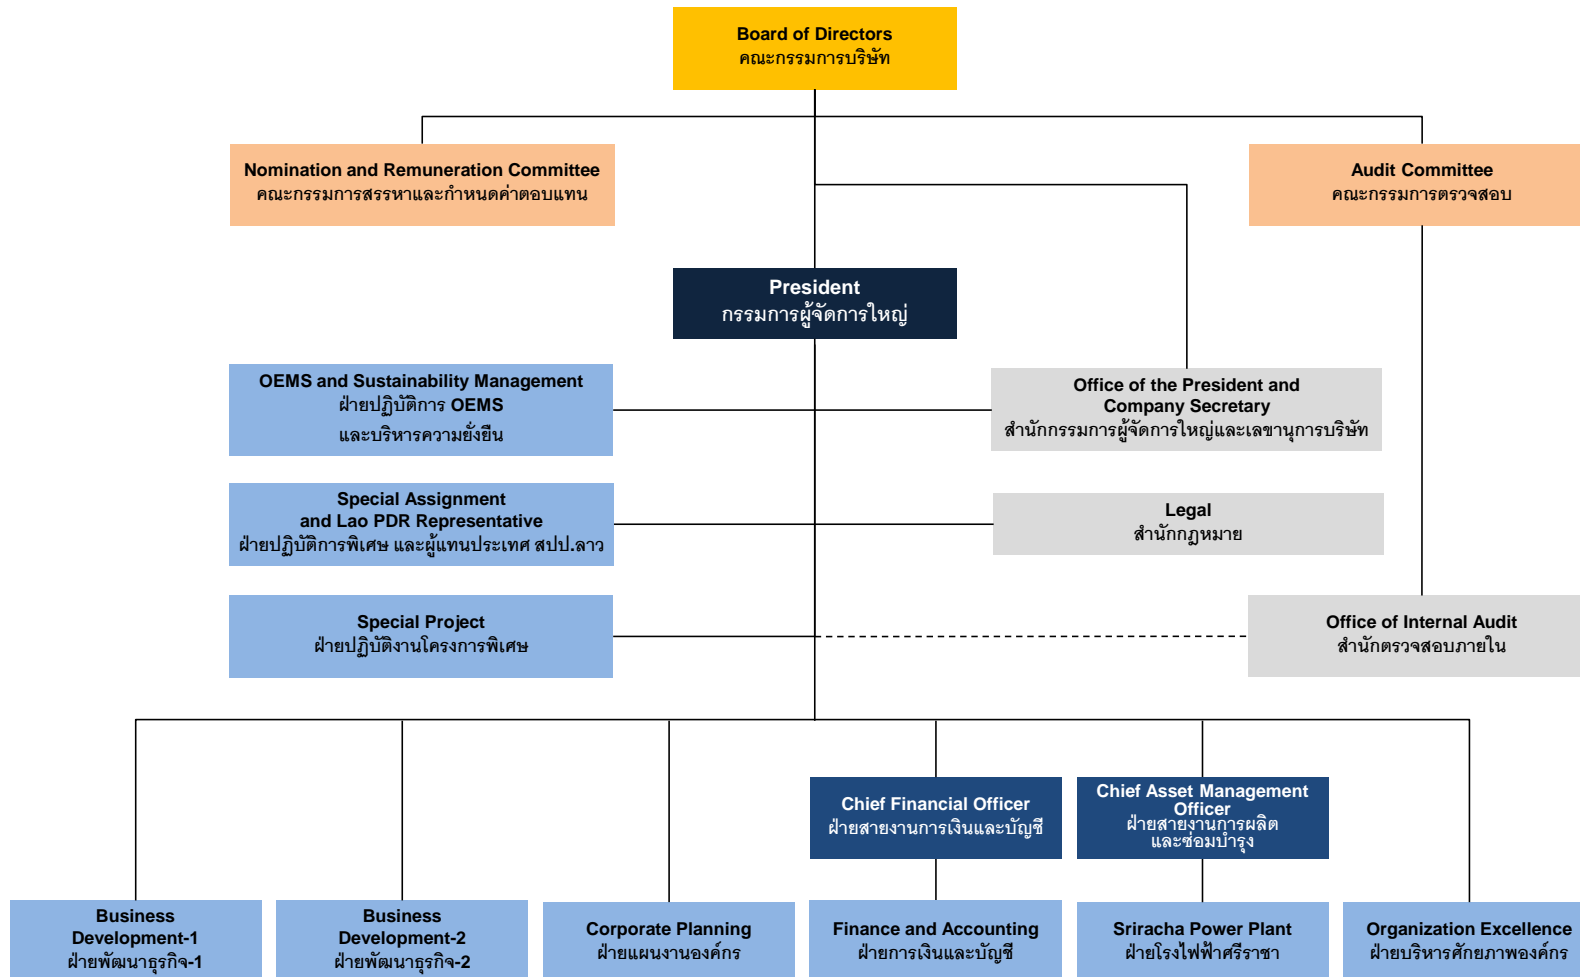 Board of Directors
คณะกรรมการบริษัท
Nomination and Remuneration Committee
คณะกรรมการสรรหาและกำหนดค่าตอบแทน
Audit Committee
คณะกรรมการตรวจสอบ
President
กรรมการผู้จัดการใหญ่
OEMS and Sustainability Management
ฝ่ายปฏิบัติการ OEMS
และบริหารความยั่งยืน
Office of the President and
Company Secretary
สำนักกรรมการผู้จัดการใหญ่และเลขานุการบริษัท
Special Assignment
and Lao PDR Representative
ฝ่ายปฏิบัติการพิเศษ และผู้แทนประเทศ สปป.ลาว
Legal
สำนักกฎหมาย
Special Project
ฝ่ายปฏิบัติงานโครงการพิเศษ
Office of Internal Audit
สำนักตรวจสอบภายใน
Chief Financial Officer
ฝ่ายสายงานการเงินและบัญชี
Chief Asset Management
Officer
ฝ่ายสายงานการผลิต
และซ่อมบำรุง
Business
Development-1
ฝ่ายพัฒนาธุรกิจ-1
Business
Development-2
ฝ่ายพัฒนาธุรกิจ-2
Corporate Planning
ฝ่ายแผนงานองค์กร
Finance and Accounting
ฝ่ายการเงินและบัญชี
Sriracha Power Plant
ฝ่ายโรงไฟฟ้าศรีราชา
Organization Excellence
ฝ่ายบริหารศักยภาพองค์กร